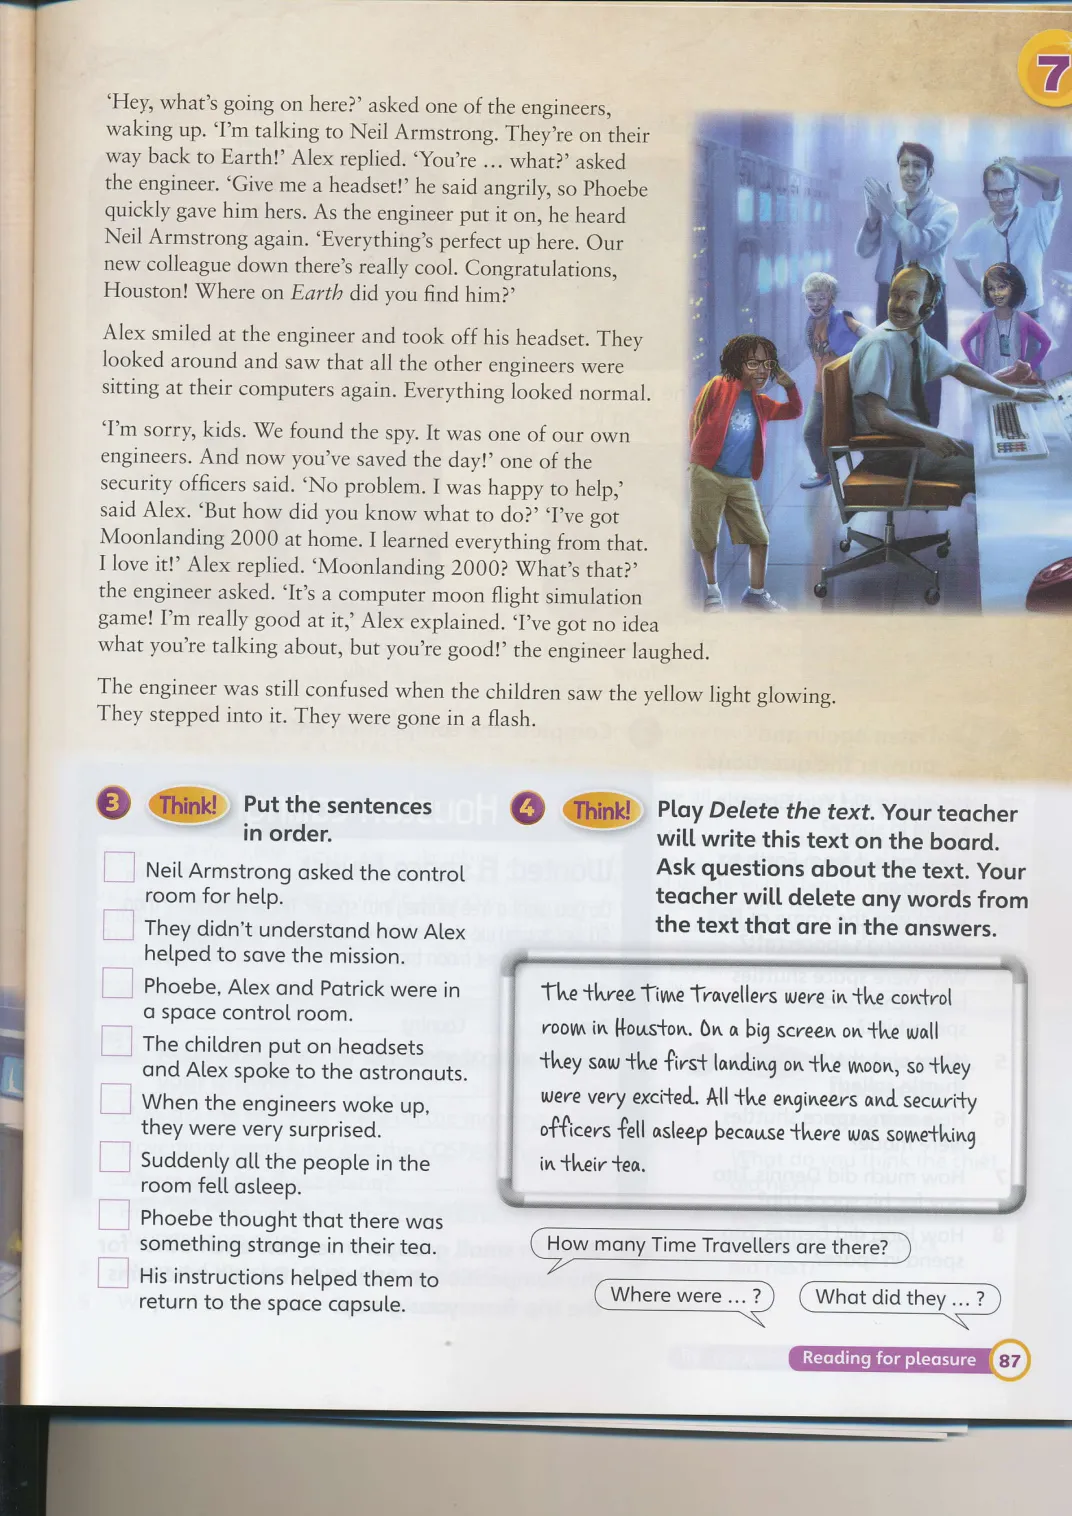 7
‘Hey, what’s going on here?’ asked one of the engineers,
waking up. ‘I’m talking to Neil Armstrong. They’re on their
way back to Earth!’ Alex replied. ‘You’re ... what?’ asked
the engineer. ‘Give me a headset!’ he said angrily, so Phoebe
quickly gave him hers. As the engineer put it on, he heard
Neil Armstrong again. ‘Everything’s perfect up here. Our
new colleague down there’s really cool. Congratulations,
Houston! Where on Earth did you find him?’
Alex smiled at the engineer and took off his headset. They
looked around and saw that all the other engineers were
sitting at their computers again. Everything looked normal.
‘I’m sorry, kids. We found the spy. It was one of our own
engineers. And now you’ve saved the day!’ one of the
security officers said. ‘No problem. I was happy to help,’
said Alex. ‘But how did you know what to do?’ ‘I’ve got
Moonlanding 2000 at home. I learned everything from that.
I love it!’ Alex replied. ‘Moonlanding 2000? What’s that?’
the engineer asked. ‘It’s a computer moon flight simulation
game! I’m really good at it,’ Alex explained. ‘I’ve got no idea
what you’re talking about, but you’re good!’ the engineer laughed.
The engineer was still confused when the children saw the yellow light glowing.
They stepped into it. They were gone in a flash.
3 Think! Put the sentences
in order.
Neil Armstrong asked the control
room for help.
They didn’t understand how Alex
helped to save the mission.
Phoebe, Alex and Patrick were in
a space control room.
The children put on headsets
and Alex spoke to the astronauts.
When the engineers woke up,
they were very surprised.
Suddenly all the people in the
room fell asleep.
Phoebe thought that there was
something strange in their tea.
His instructions helped them to
return to the space capsule.
4 Think! Play Delete the text. Your teacher
will write this text on the board.
Ask questions about the text. Your
teacher will delete any words from
the text that are in the answers.
The three Time Travellers were in the control
room in Houston. On a big screen on the wall
they saw the first landing on the moon, so they
were very excited. All the engineers and security
officers fell asleep because there was something
in their tea.
How many Time Travellers are there?
Where were ... ?
What did they ... ?
Reading for pleasure 87